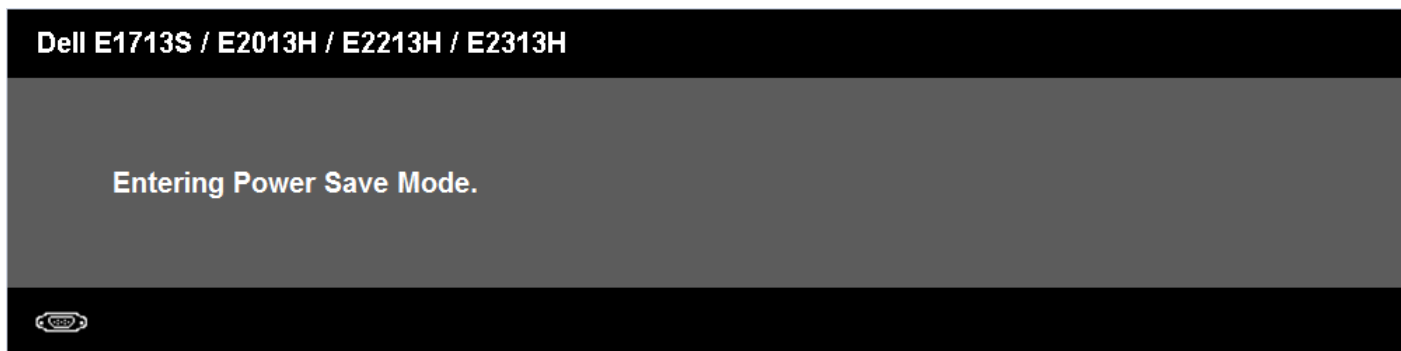 Dell E1713S / E2013H / E2213H / E2313H
Entering Power Save Mode.